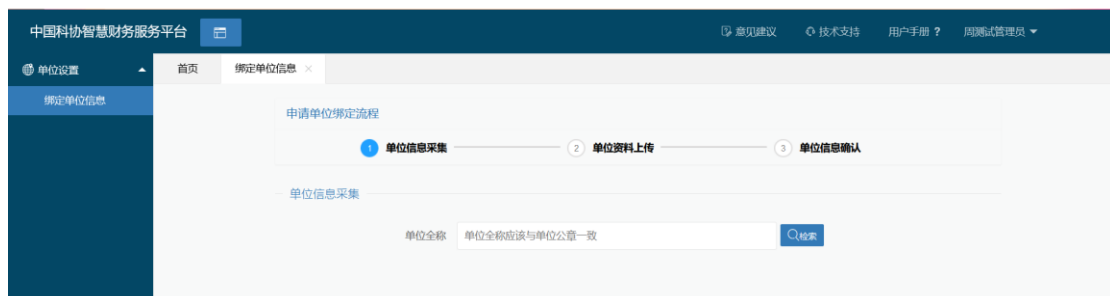 中国科协智慧财务服务平台
意见建议 技术支持 用户手册 ? 周测试管理员
单位设置
首页 绑定单位信息 ×
绑定单位信息
申请单位绑定流程
1 单位信息采集 2 单位资料上传 3 单位信息确认
单位信息采集
单位全称 单位全称应该与单位公章一致 检索